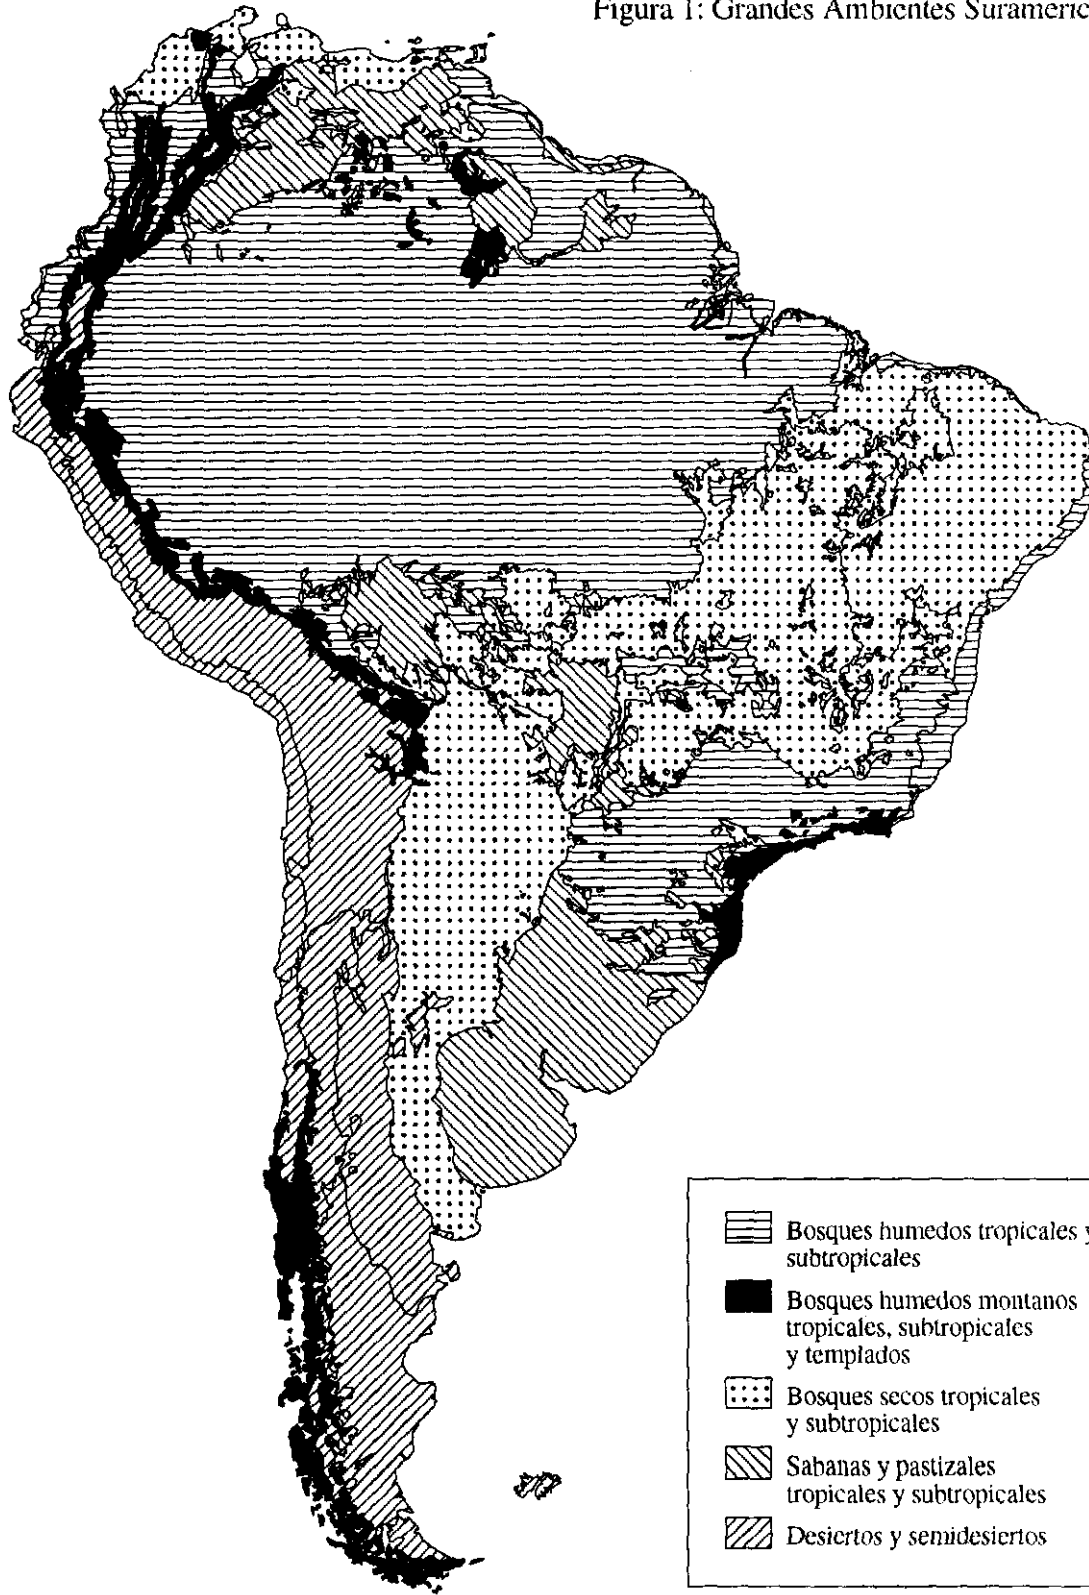 Figura 1: Grandes Ambientes Surameric
Bosques humedos tropicales y
subtropicales
Bosques humedos montanos
tropicales, subtropicales
y templados
Bosques secos tropicales
y subtropicales
Sabanas y pastizales
tropicales y subtropicales
Desiertos y semidesiertos